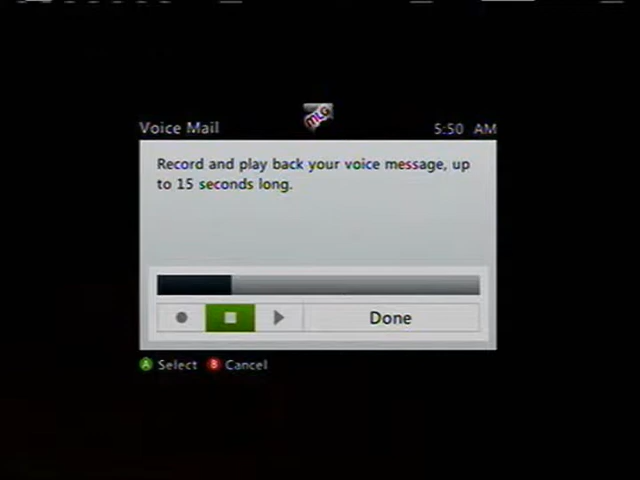 MLG
Voice Mail 5:50 AM
Record and play back your voice message, up
to 15 seconds long.
Done
A Select B Cancel